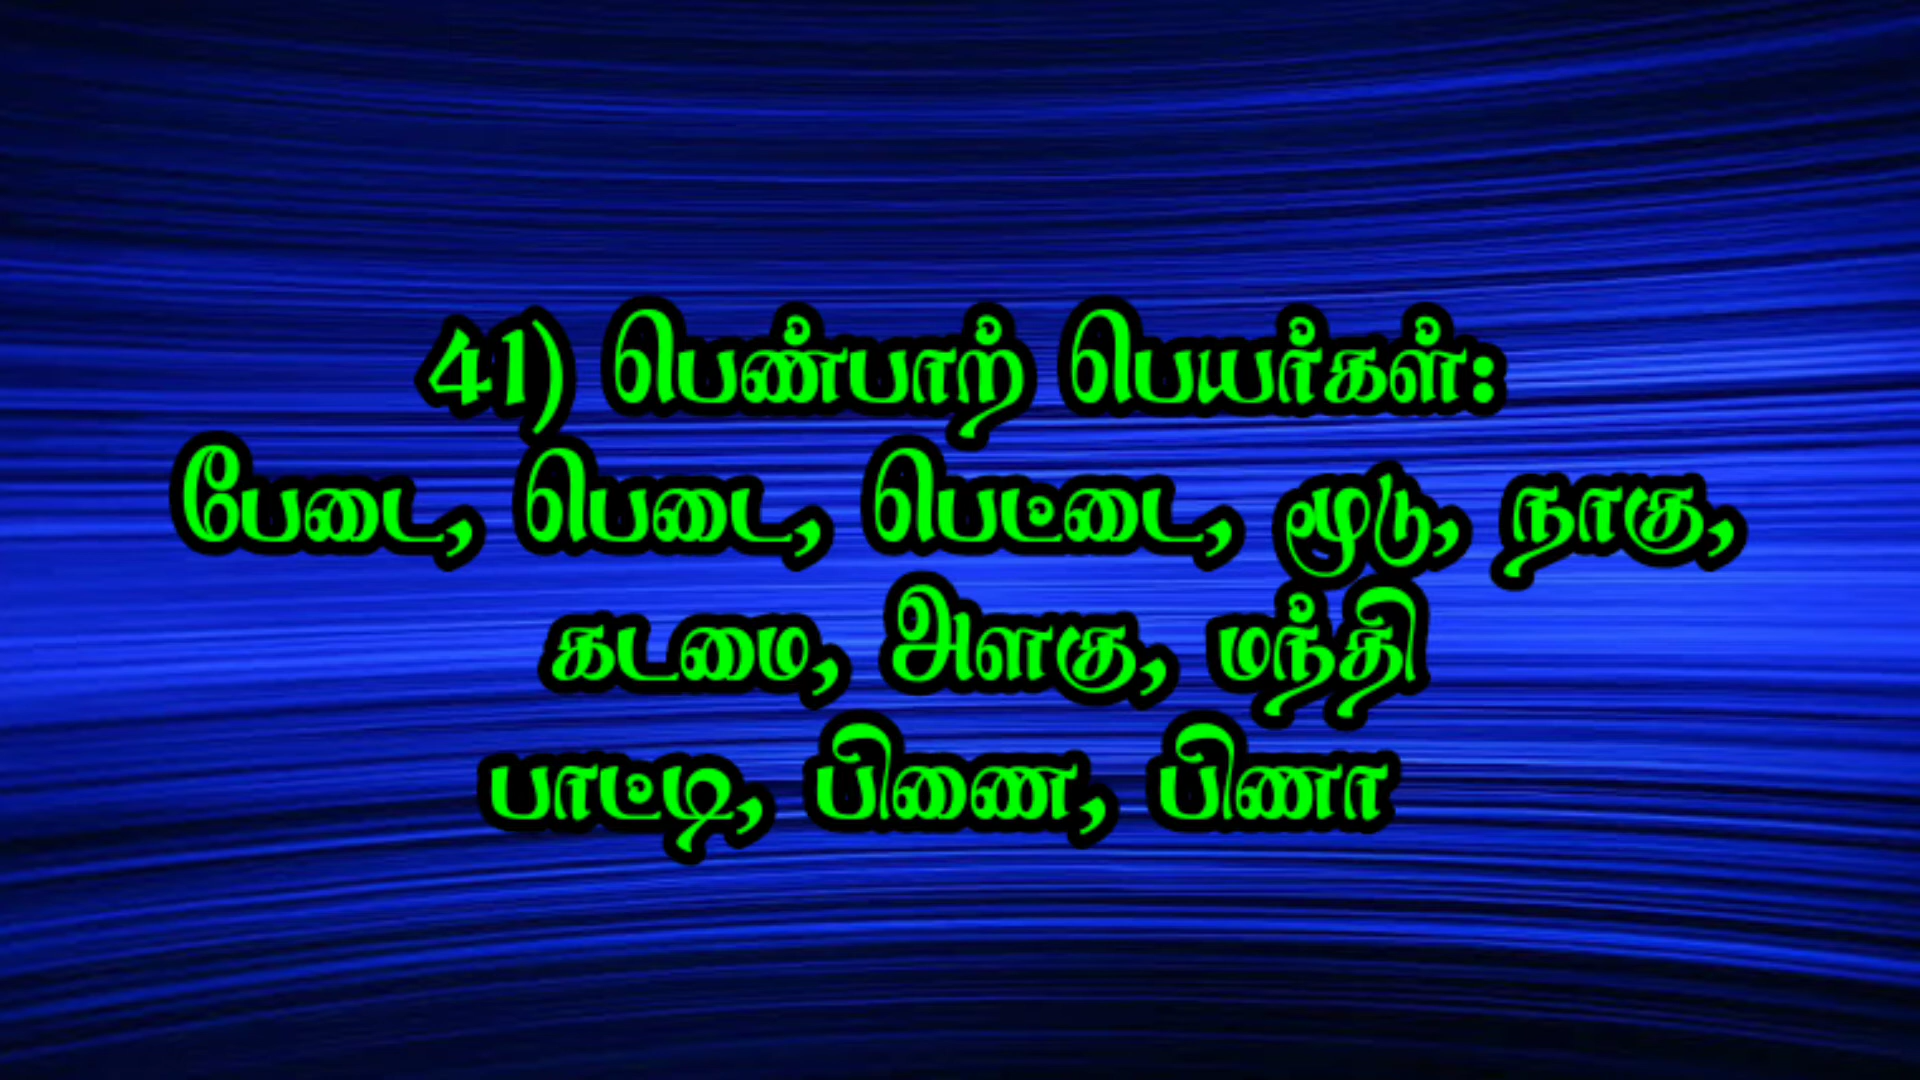 41) பெண்பாற் பெயர்கள்:
பேடை, பெடை, பெட்டை, மூடு, நாகு,
கடமை, அளகு, மந்தி
பாட்டி, பிணை, பிணா